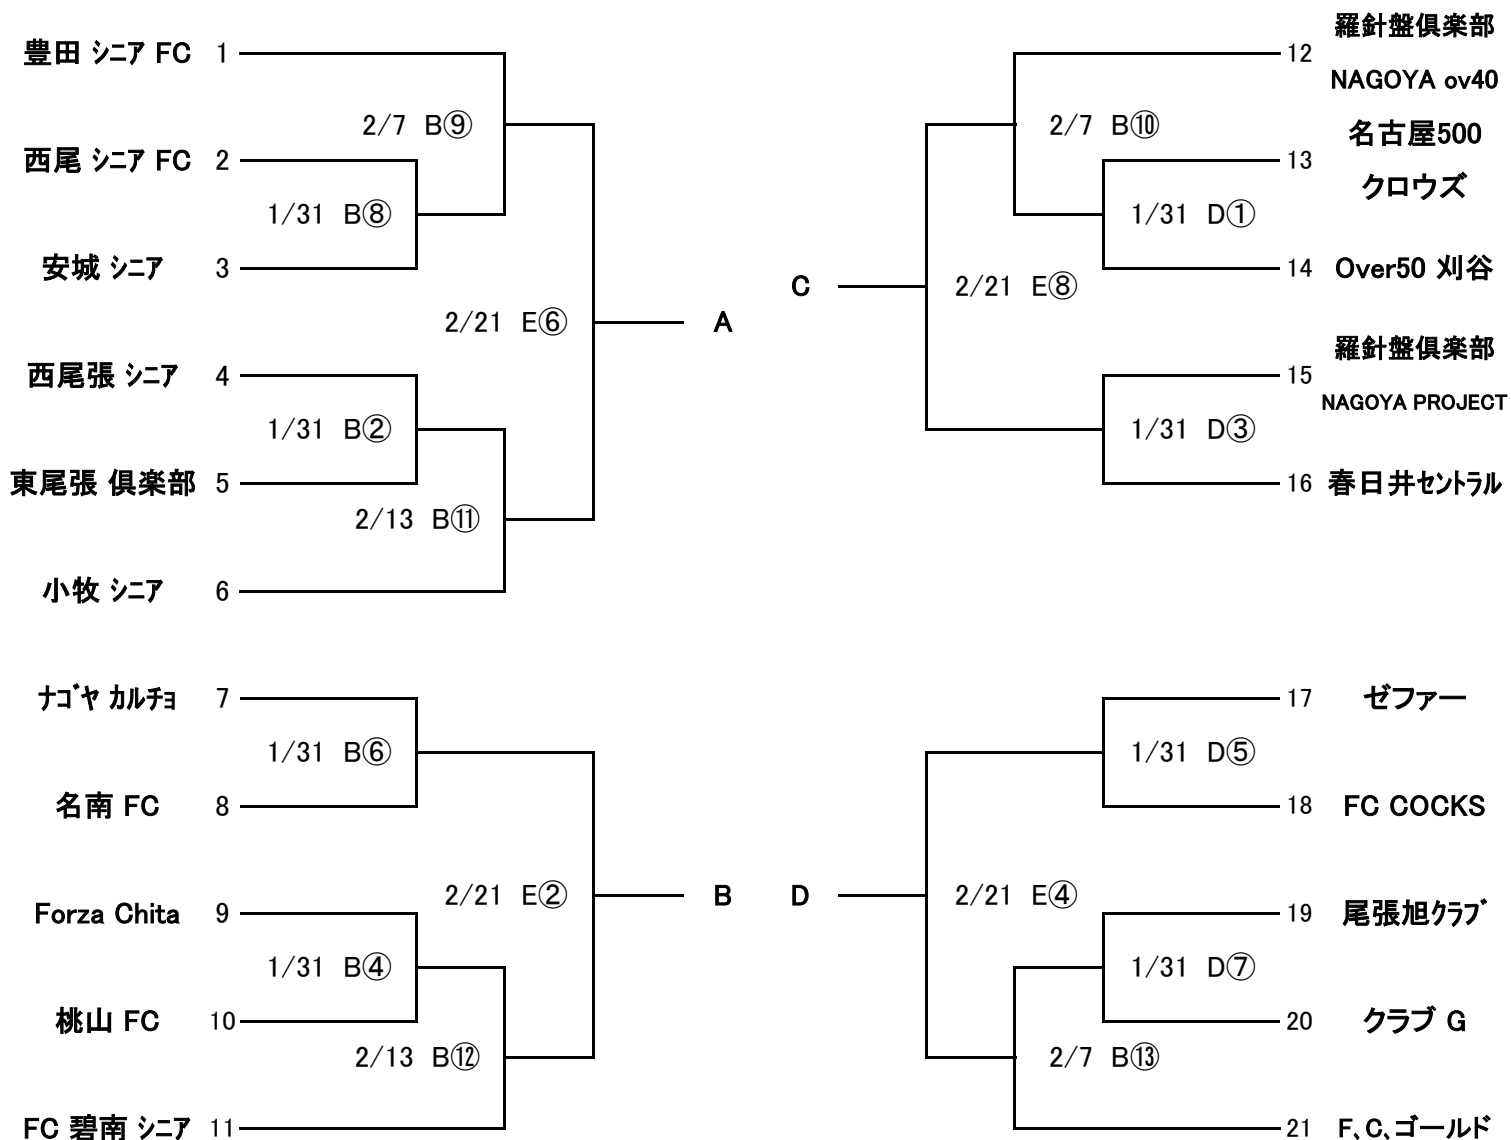 豊田 シニア FC 1
2/7 B⑨
西尾 シニア FC 2
1/31 B⑧
安城 シニア 3
2/21 E⑥ A
西尾張 シニア 4
1/31 B②
東尾張 倶楽部 5
2/13 B⑪
小牧 シニア 6
ナゴヤ カルチョ 7
1/31 B⑥
名南 FC 8
2/21 E② B
Forza Chita 9
1/31 B④
桃山 FC 10
2/13 B⑫
FC 碧南 シニア 11
羅針盤倶楽部
12
NAGOYA ov40
2/7 B⑩
名古屋500
13
クロウズ
1/31 D①
14 Over50 刈谷
C 2/21 E⑧
羅針盤倶楽部
15
NAGOYA PROJECT
1/31 D③
16 春日井セントラル
17 ゼファー
1/31 D⑤
18 FC COCKS
D 2/21 E④
19 尾張旭クラブ
1/31 D⑦
20 クラブ G
2/7 B⑬
21 F、C、ゴールド